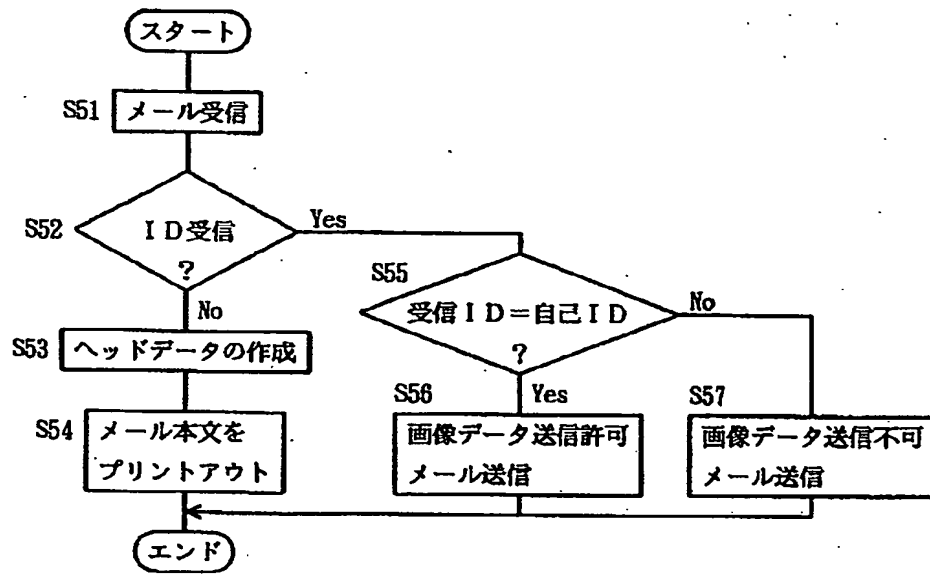 スタート
S51
メール受信
S52
ＩＤ受信
？
Yes
No
S53
ヘッドデータの作成
S54
メール本文を
プリントアウト
S55
受信ＩＤ＝自己ＩＤ
？
No
Yes
S56
画像データ送信許可
メール送信
S57
画像データ送信不可
メール送信
エンド